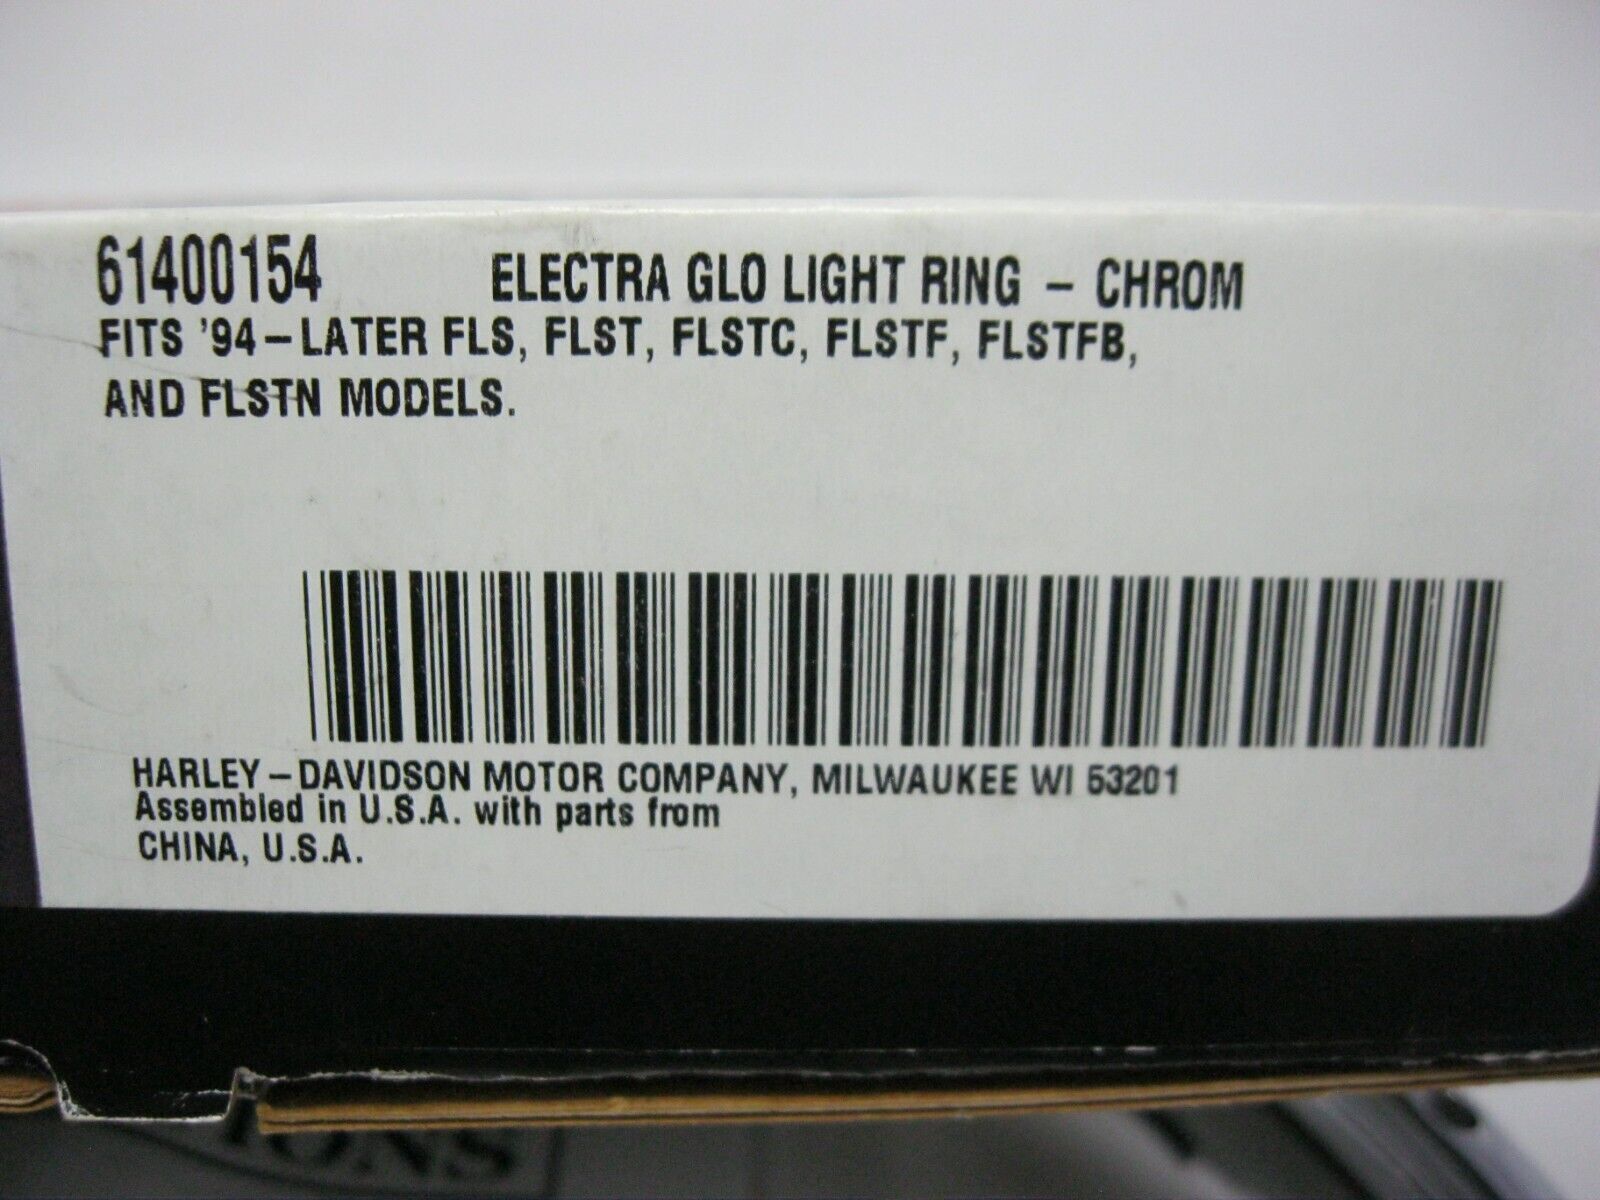 61400154 ELECTRA GLO LIGHT RING - CHROM
FITS '94-LATER FLS, FLST, FLSTC, FLSTF, FLSTFB,
AND FLSTN MODELS.
HARLEY-DAVIDSON MOTOR COMPANY, MILWAUKEE WI 53201
Assembled in U.S.A. with parts from
CHINA, U.S.A.